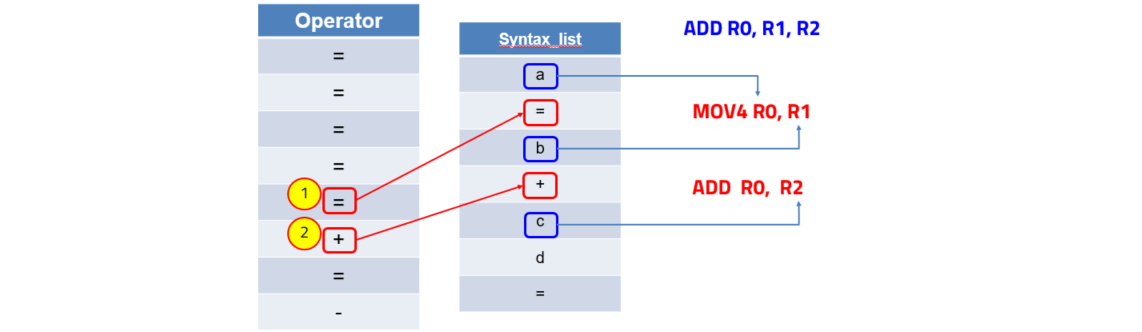 Operator
=
=
=
=
1 =
2 +
=
-
Syntax_list
a
=
b
+
c
d
=
ADD R0, R1, R2
MOV4 R0, R1
ADD R0, R2